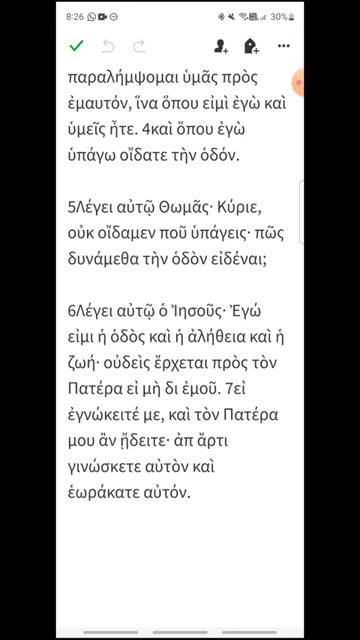 8:26
30%
παραλήμψομαι ὑμᾶς πρὸς
ἐμαυτόν, ἵνα ὅπου εἰμὶ ἐγὼ καὶ
ὑμεῖς ἦτε. 4καὶ ὅπου ἐγὼ
ὑπάγω οἴδατε τὴν ὁδόν.
5Λέγει αὐτῷ Θωμᾶς· Κύριε,
οὐκ οἴδαμεν ποῦ ὑπάγεις· πῶς
δυνάμεθα τὴν ὁδὸν εἰδέναι;
6Λέγει αὐτῷ ὁ Ἰησοῦς· Ἐγώ
εἰμι ἡ ὁδὸς καὶ ἡ ἀλήθεια καὶ ἡ
ζωή· οὐδεὶς ἔρχεται πρὸς τὸν
Πατέρα εἰ μὴ δι ἐμοῦ. 7εἰ
ἐγνώκειτέ με, καὶ τὸν Πατέρα
μου ἂν ᾔδειτε· ἀπ ἄρτι
γινώσκετε αὐτὸν καὶ
ἑωράκατε αὐτόν.